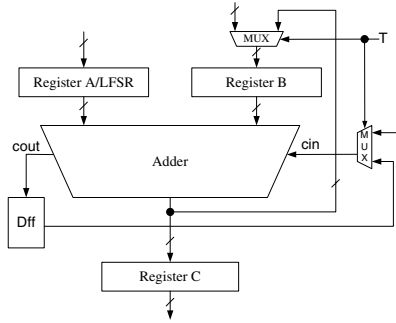 MUX
T
Register A/LFSR
Register B
cout
Adder
cin
M
U
X
Dff
Register C